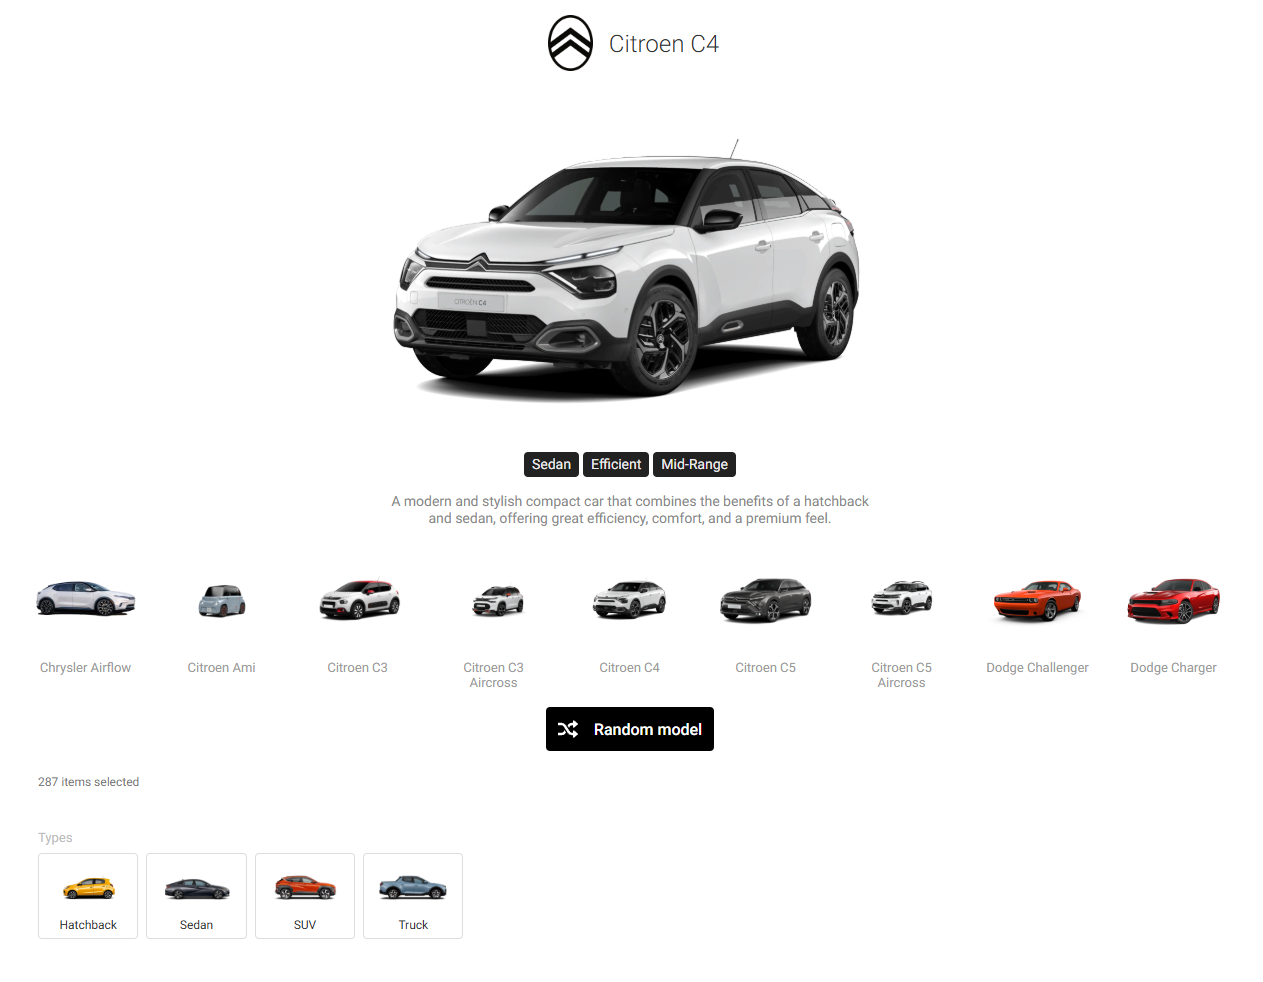 Citroen C4
CITROËN C4
Sedan
Efficient
Mid-Range
A modern and stylish compact car that combines the benefits of a hatchback
and sedan, offering great efficiency, comfort, and a premium feel.
Chrysler Airflow
Citroen Ami
Citroen C3
Citroen C3
Aircross
Citroen C4
Citroen C5
Citroen C5
Aircross
Dodge Challenger
Dodge Charger
Random model
287 items selected
Types
Hatchback
Sedan
SUV
Truck